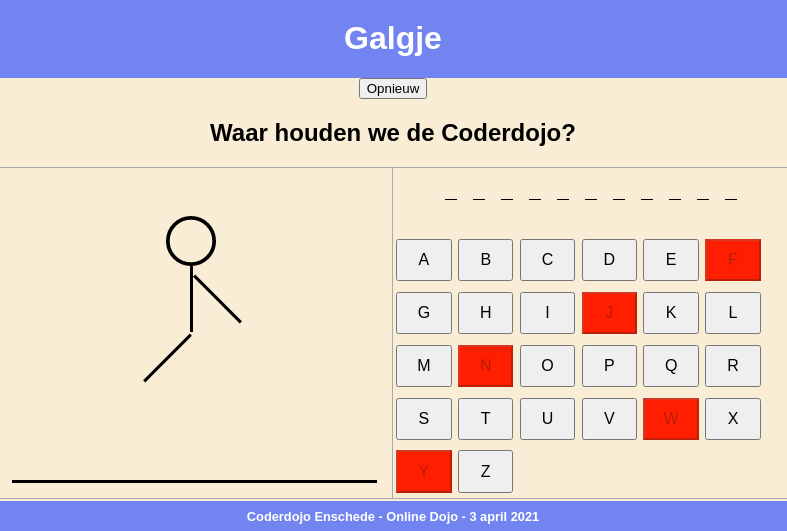 Galgje
Opnieuw
Waar houden we de Coderdojo?
_ _ _ _ _ _ _ _ _ _ _
A B C D E F
G H I J K L
M N O P Q R
S T U V W X
Y Z
Coderdojo Enschede - Online Dojo - 3 april 2021